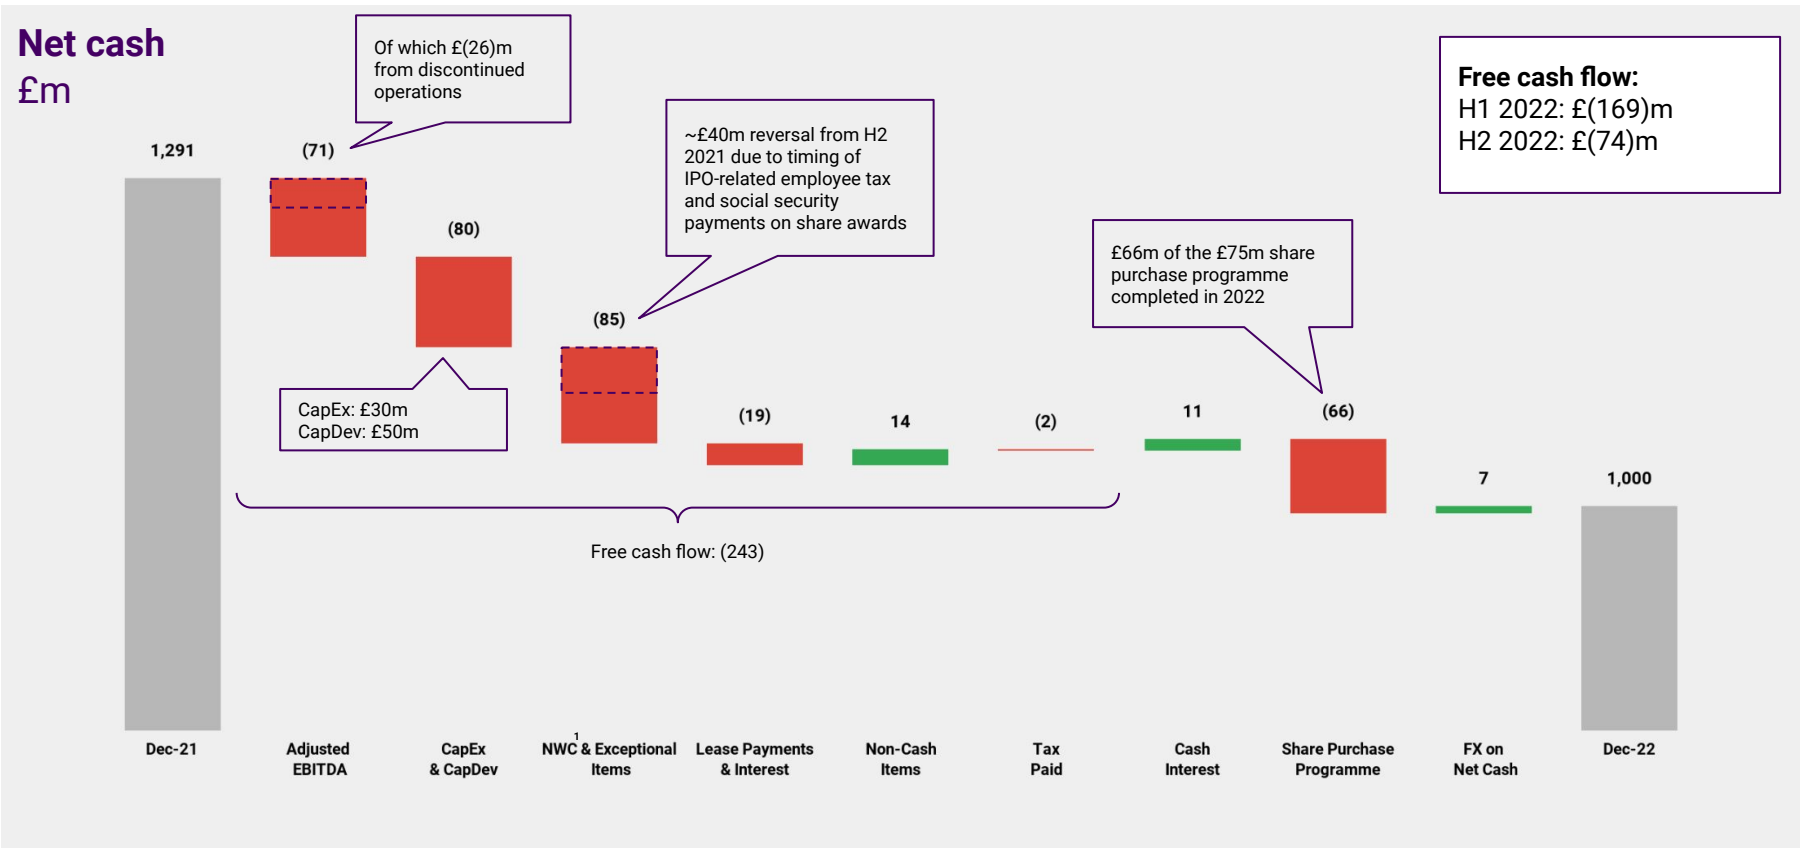 Net cash
£m
Of which £(26)m
from discontinued
operations
Free cash flow:
H1 2022: £(169)m
H2 2022: £(74)m
~£40m reversal from H2
2021 due to timing of
IPO-related employee tax
and social security
payments on share awards
£66m of the £75m share
purchase programme
completed in 2022
CapEx: £30m
CapDev: £50m
1,291
(71)
(80)
(85)
(19)
14
(2)
11
(66)
7
1,000
Free cash flow: (243)
Dec-21
Adjusted
EBITDA
CapEx
& CapDev
NWC¹ & Exceptional
Items
Lease Payments
& Interest
Non-Cash
Items
Tax
Paid
Cash
Interest
Share Purchase
Programme
FX on
Net Cash
Dec-22